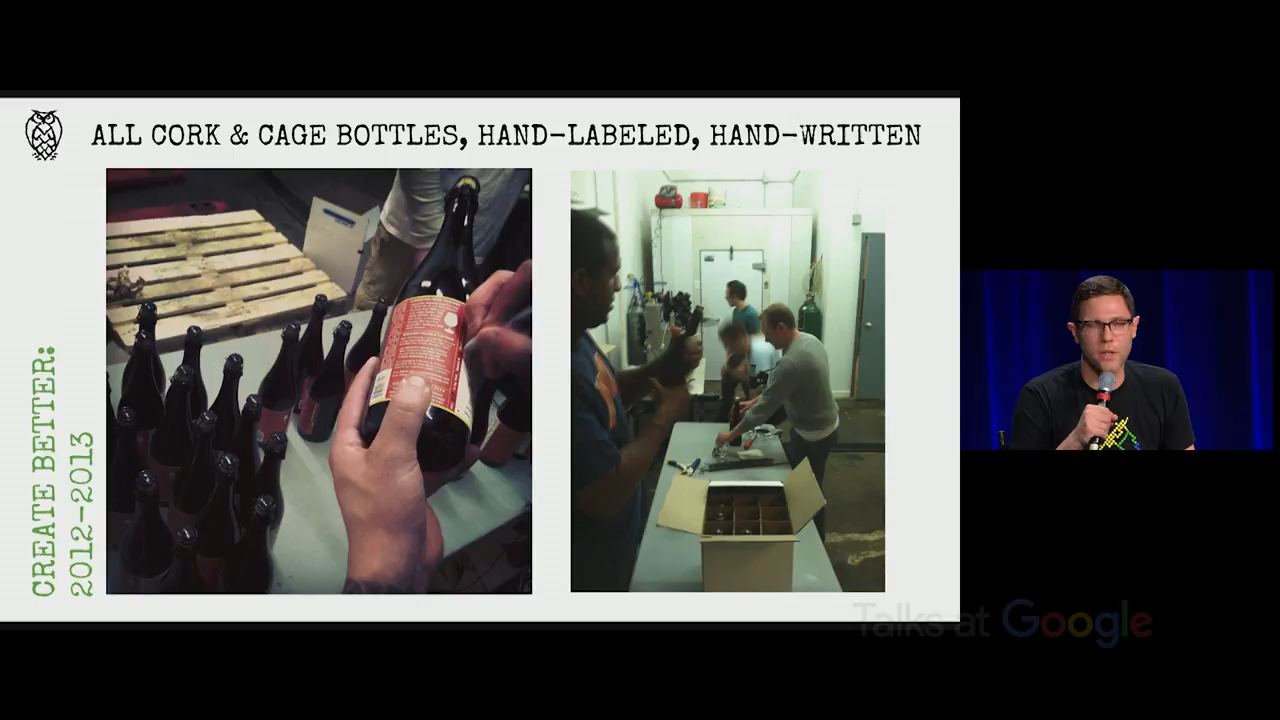 ALL CORK & CAGE BOTTLES, HAND-LABELED, HAND-WRITTEN
CREATE BETTER:
2012-2013
Talks at Google